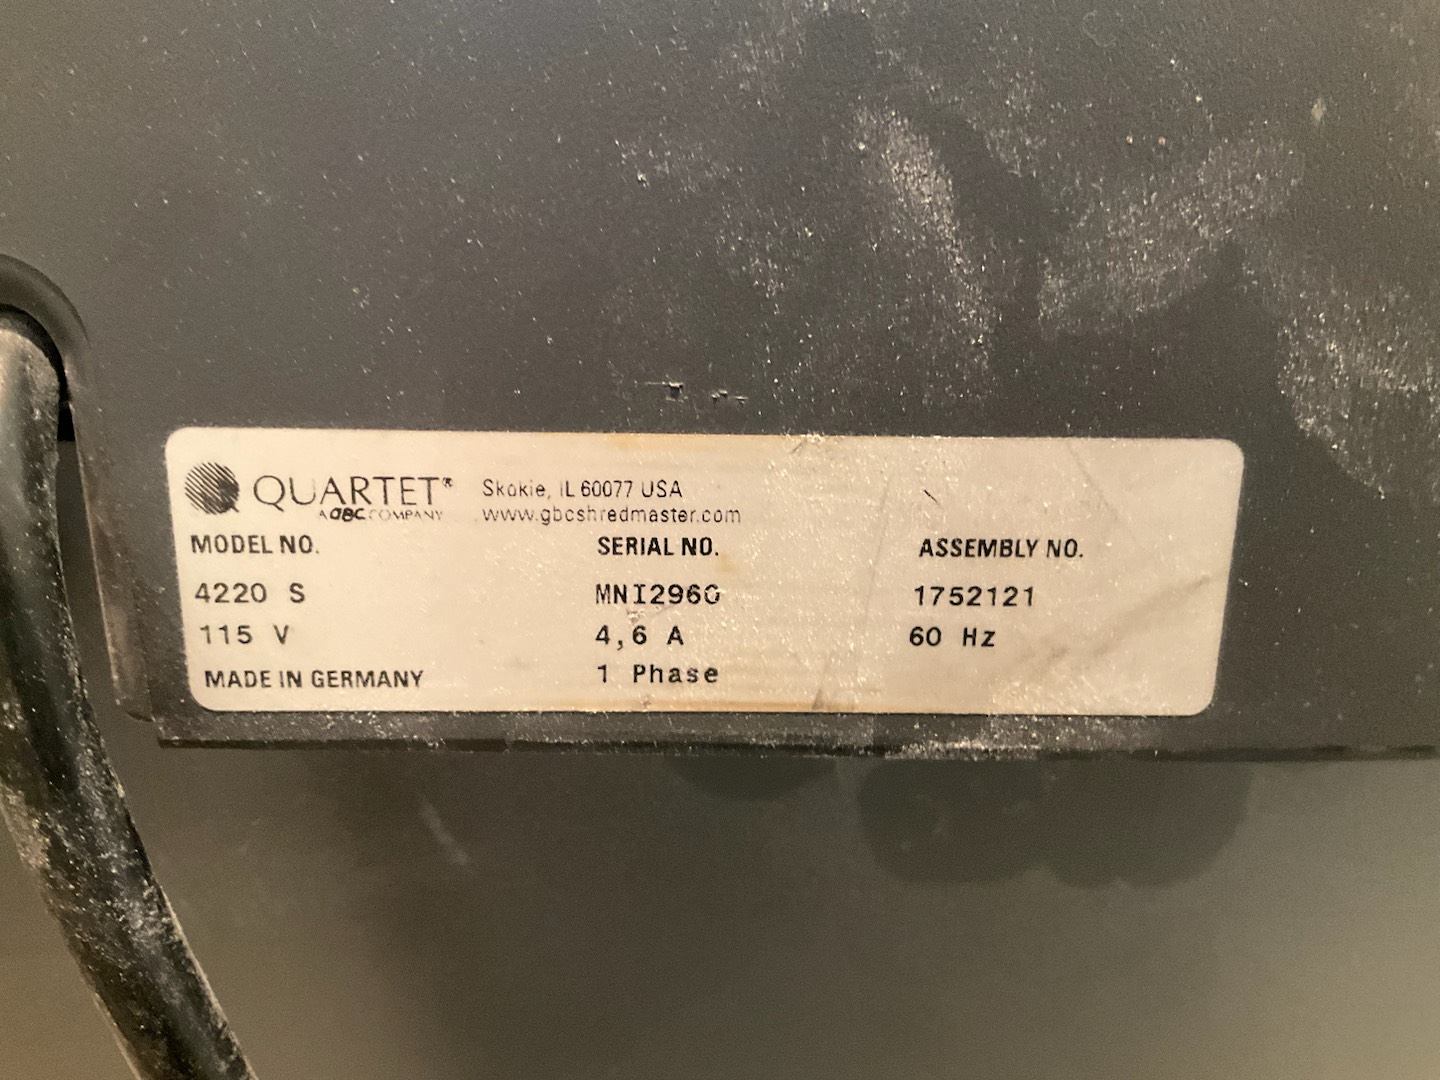 QUARTET® Skokie, IL 60077 USA
A GBC COMPANY www.gbcshredmaster.com
MODEL NO. SERIAL NO. ASSEMBLY NO.
4220 S MNI2960 1752121
115 V 4,6 A 60 Hz
MADE IN GERMANY 1 Phase